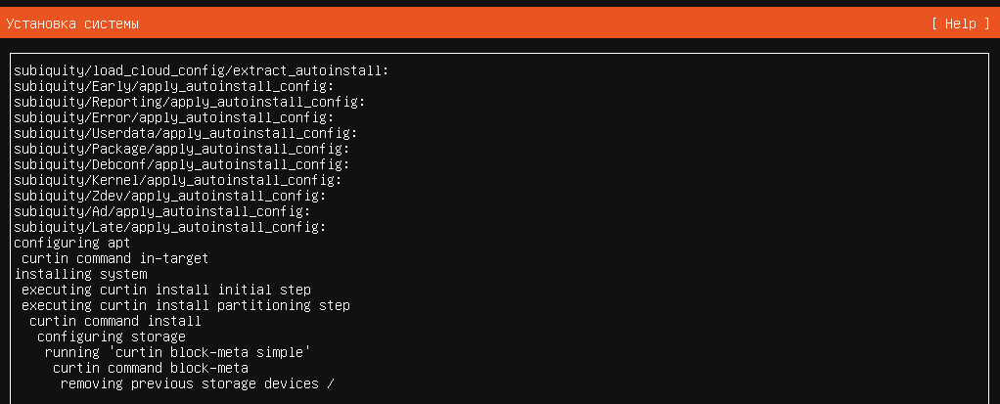 Установка системы [ Help ]
subiquity/load_cloud_config/extract_autoinstall:
subiquity/Early/apply_autoinstall_config:
subiquity/Reporting/apply_autoinstall_config:
subiquity/Error/apply_autoinstall_config:
subiquity/Userdata/apply_autoinstall_config:
subiquity/Package/apply_autoinstall_config:
subiquity/Debconf/apply_autoinstall_config:
subiquity/Kernel/apply_autoinstall_config:
subiquity/Zdev/apply_autoinstall_config:
subiquity/Ad/apply_autoinstall_config:
subiquity/Late/apply_autoinstall_config:
configuring apt
 curtin command in-target
installing system
 executing curtin install initial step
 executing curtin install partitioning step
  curtin command install
   configuring storage
    running 'curtin block-meta simple'
     curtin command block-meta
      removing previous storage devices /